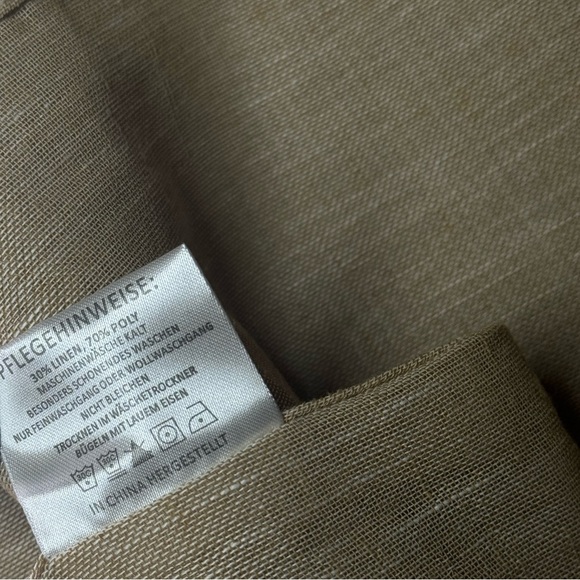 PFLEGEHINWEISE:
30% LINEN, 70% POLY
MASCHINENWÄSCHE KALT
BESONDERS SCHONENDES WASCHEN
NUR FEINWASCHGANG ODER WOLLWASCHGANG
NICHT BLEICHEN
TROCKNEN IM WÄSCHETROCKNER
BÜGELN MIT LAUEM EISEN
IN CHINA HERGESTELLT